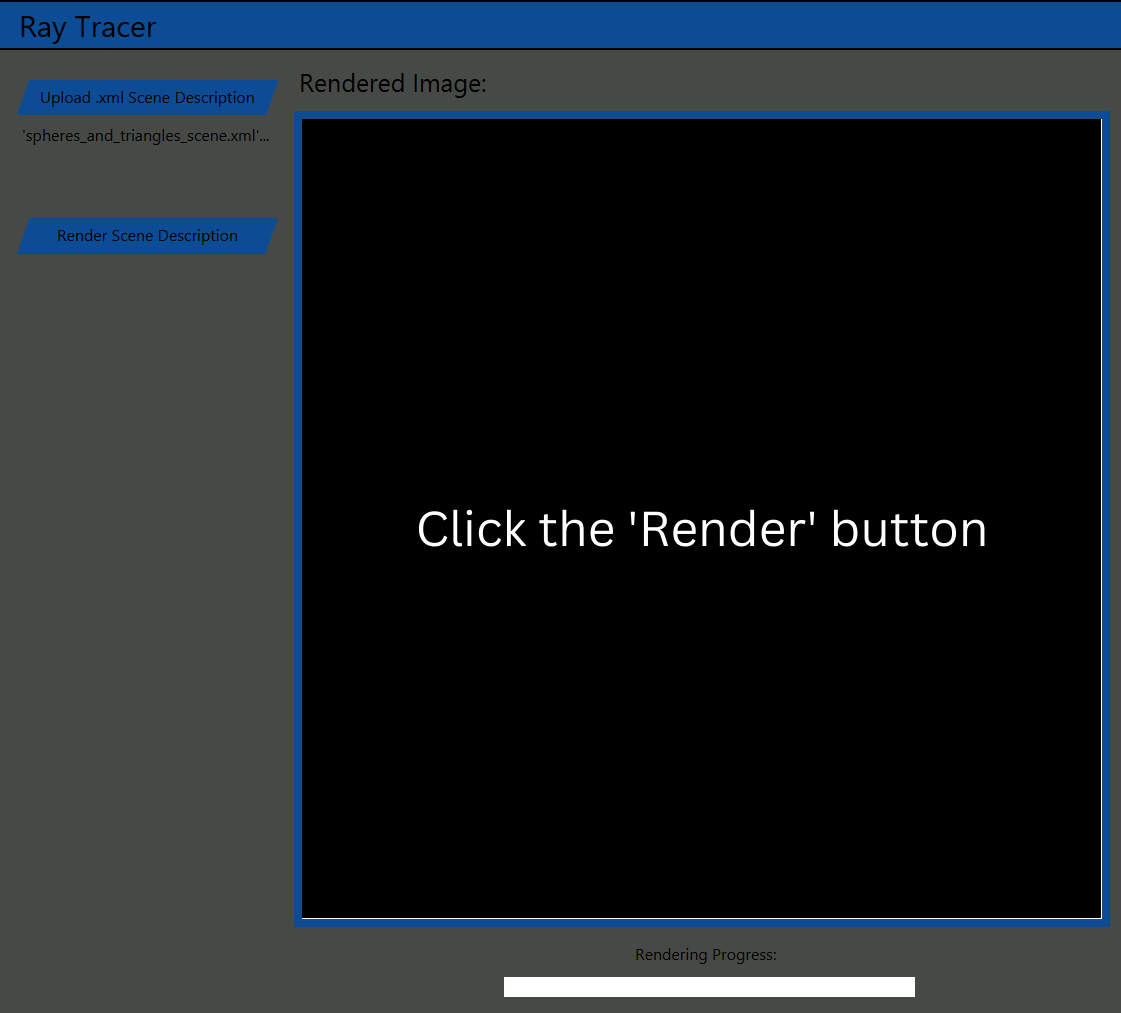 Ray Tracer
Upload .xml Scene Description
'spheres_and_triangles_scene.xml'...
Render Scene Description
Rendered Image:
Click the 'Render' button
Rendering Progress: